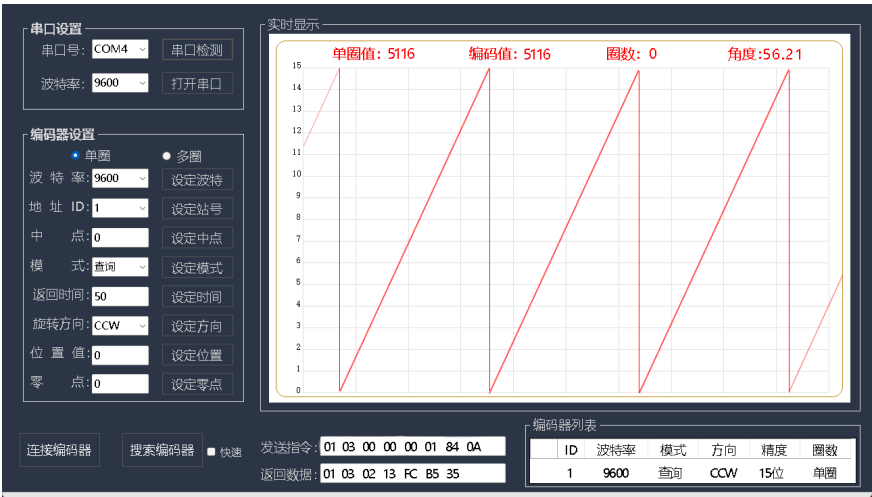 串口设置
串口号: COM4 串口检测
波特率: 9600 打开串口
编码器设置
单圈 多圈
波 特 率: 9600 设定波特
地 址 ID: 1 设定站号
中 点: 0 设定中点
模 式: 查询 设定模式
返回时间: 50 设定时间
旋转方向: CCW 设定方向
位 置 值: 0 设定位置
零 点: 0 设定零点
连接编码器 搜索编码器 快速
实时显示
单圈值: 5116 编码值: 5116 圈数: 0 角度:56.21
15
14
13
12
11
10
9
8
7
6
5
4
3
2
1
0
发送指令: 01 03 00 00 00 01 84 0A
返回数据: 01 03 02 13 FC B5 35
编码器列表
ID 波特率 模式 方向 精度 圈数
1 9600 查询 CCW 15位 单圈